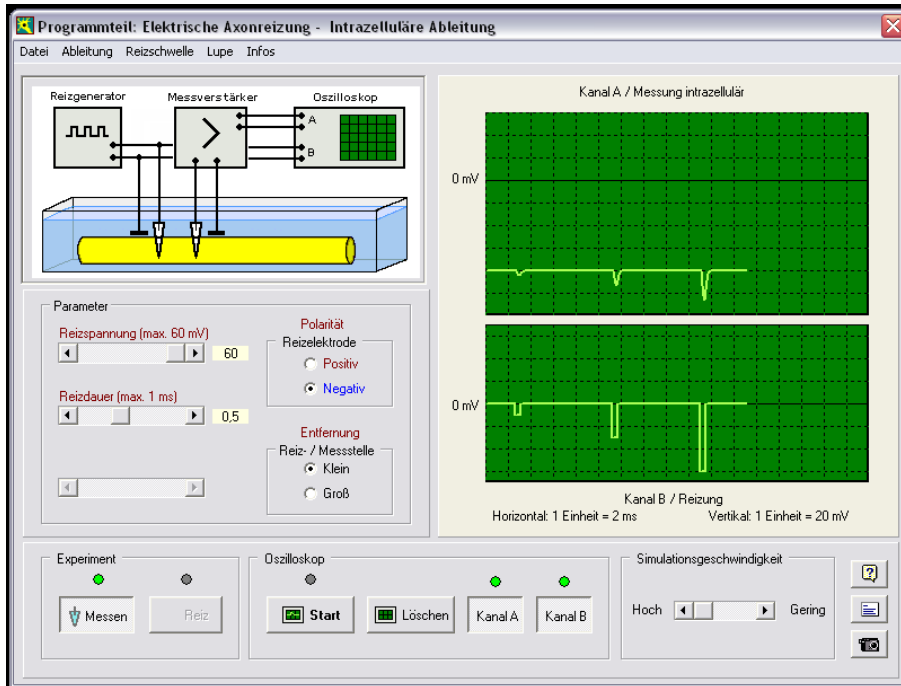 Programmteil: Elektrische Axonreizung - Intrazelluläre Ableitung
Datei Ableitung Reizschwelle Lupe Infos
Reizgenerator Messverstärker Oszilloskop
A
B
Kanal A / Messung intrazellulär
0 mV
0 mV
Kanal B / Reizung
Horizontal: 1 Einheit = 2 ms Vertikal: 1 Einheit = 20 mV
Parameter
Reizspannung (max. 60 mV)
60
Reizdauer (max. 1 ms)
0,5
Polarität
Reizelektrode
Positiv
Negativ
Entfernung
Reiz- / Messstelle
Klein
Groß
Experiment
Messen
Reiz
Oszilloskop
Start
Löschen
Kanal A
Kanal B
Simulationsgeschwindigkeit
Hoch
Gering